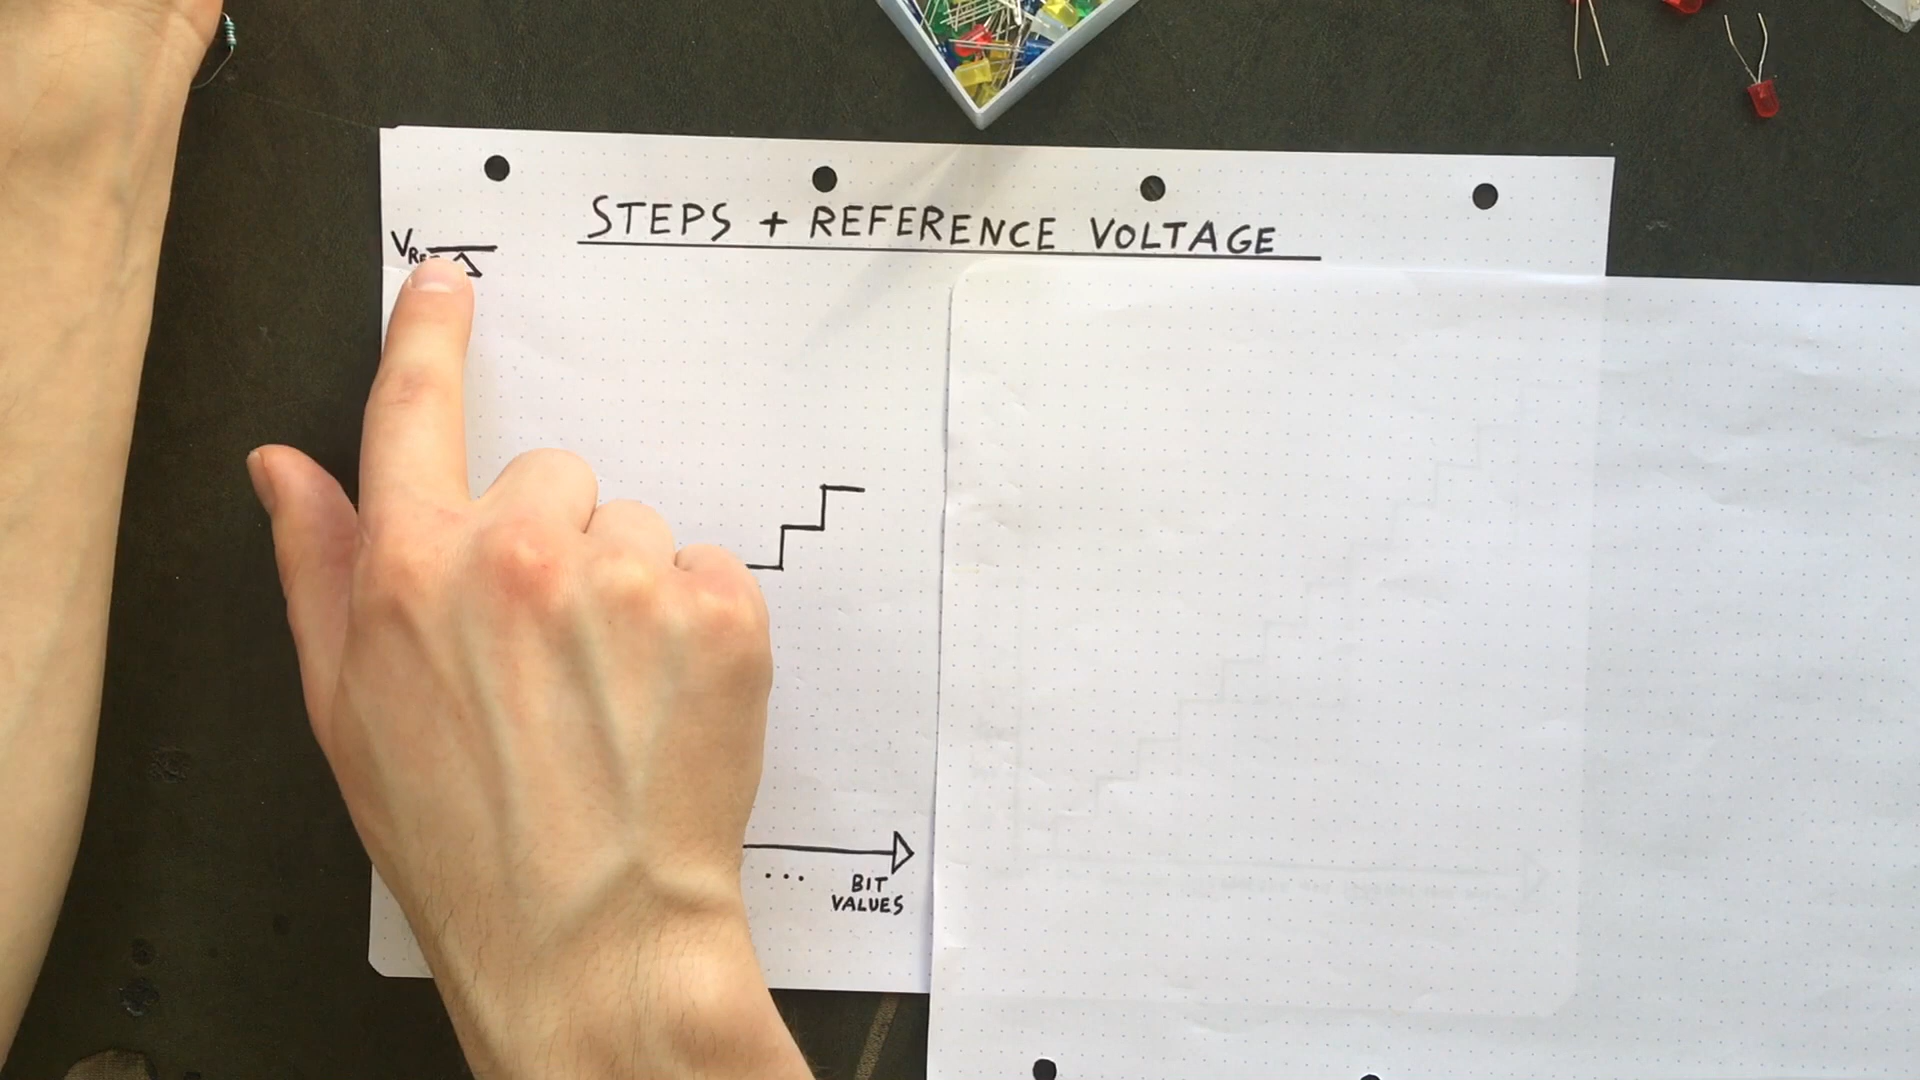 STEPS + REFERENCE VOLTAGE
...
BIT
VALUES